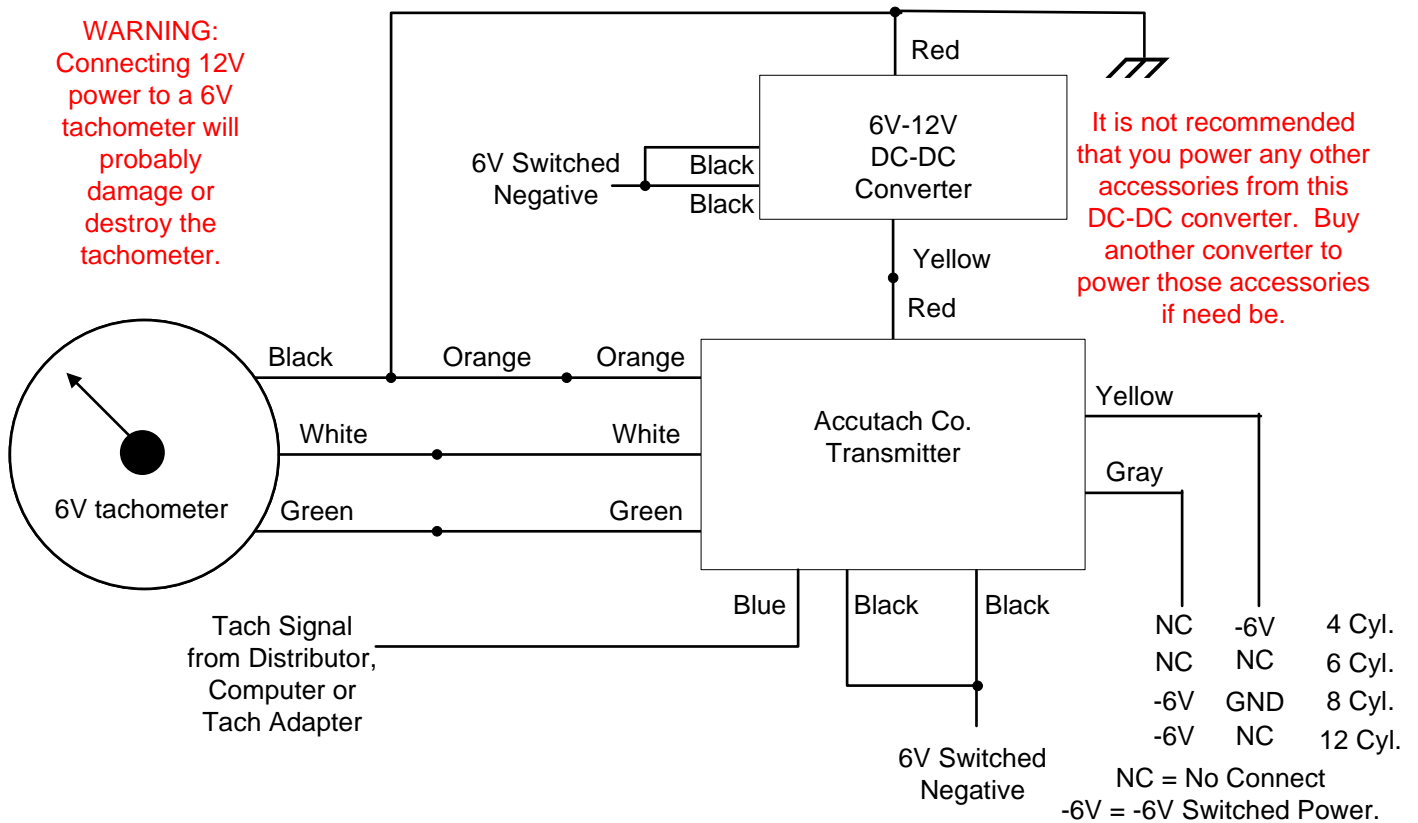 WARNING:
Connecting 12V
power to a 6V
tachometer will
probably
damage or
destroy the
tachometer.
Red
6V-12V
DC-DC
Converter
6V Switched
Negative
Black
Black
It is not recommended
that you power any other
accessories from this
DC-DC converter.  Buy
another converter to
power those accessories
if need be.
Yellow
Red
Black
Orange
Orange
White
White
6V tachometer
Green
Green
Accutach Co.
Transmitter
Yellow
Gray
Blue
Black
Black
Tach Signal
from Distributor,
Computer or
Tach Adapter
6V Switched
Negative
NC -6V 4 Cyl.
NC NC 6 Cyl.
-6V GND 8 Cyl.
-6V NC 12 Cyl.
NC = No Connect
-6V = -6V Switched Power.